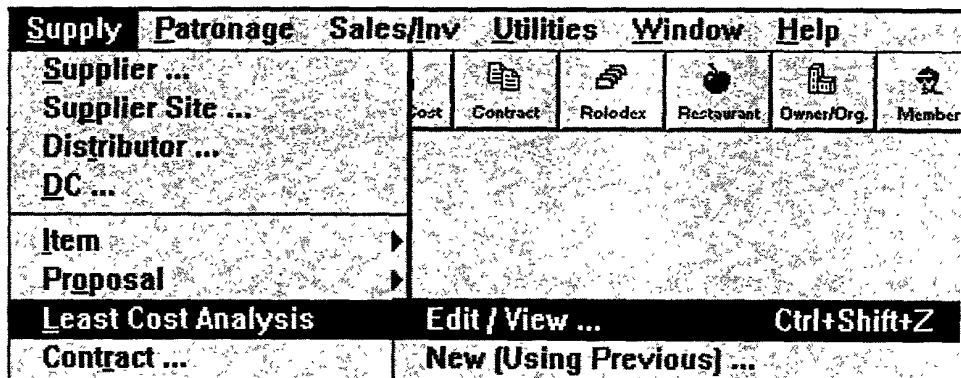 Supply Patronage Sales/Inv Utilities Window Help
Supplier ...
Supplier Site ...
Distributor ...
DC ...
Cost Contract Rolodex Restaurant Owner/Org. Member
Item
Proposal
Least Cost Analysis
Contract ...
Edit / View ... Ctrl+Shift+Z
New (Using Previous) ...